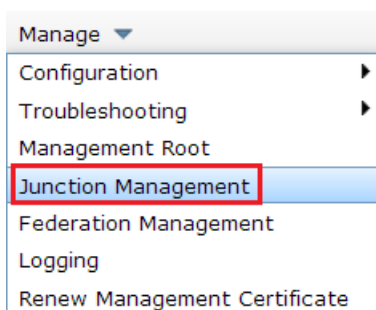 Manage
Configuration
Troubleshooting
Management Root
Junction Management
Federation Management
Logging
Renew Management Certificate